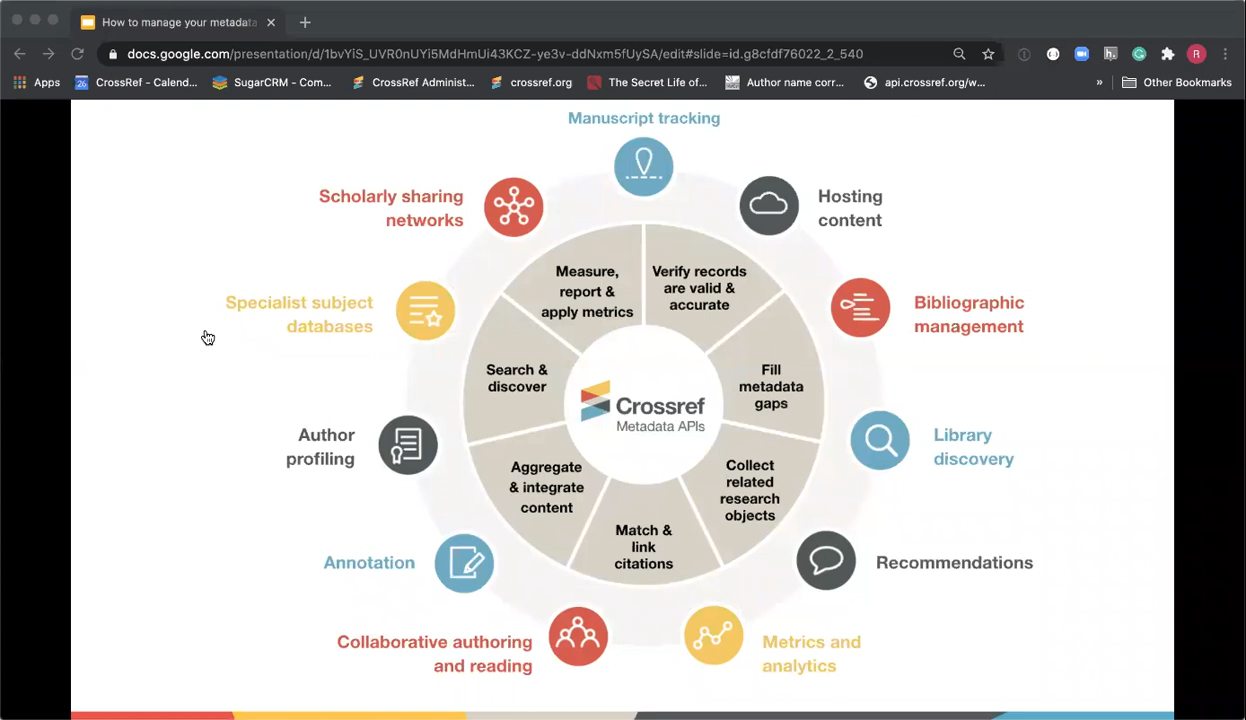 How to manage your metadata
docs.google.com/presentation/d/1bvYiS_UVR0nUYi5MdHmUi43KCZ-ye3v-ddNxm5fUySA/edit#slide=id.g8cfdf76022_2_540
R
Apps
26
CrossRef - Calend...
SugarCRM - Com...
CrossRef Administ...
crossref.org
The Secret Life of...
Author name corr...
api.crossref.org/w...
»
Other Bookmarks
Manuscript tracking
Scholarly sharing
networks
Hosting
content
Specialist subject
databases
Bibliographic
management
Author
profiling
Library
discovery
Annotation
Recommendations
Collaborative authoring
and reading
Metrics and
analytics
Measure,
report &
apply metrics
Verify records
are valid &
accurate
Search &
discover
Fill
metadata
gaps
Crossref
Metadata APIs
Aggregate
& integrate
content
Collect
related
research
objects
Match &
link
citations